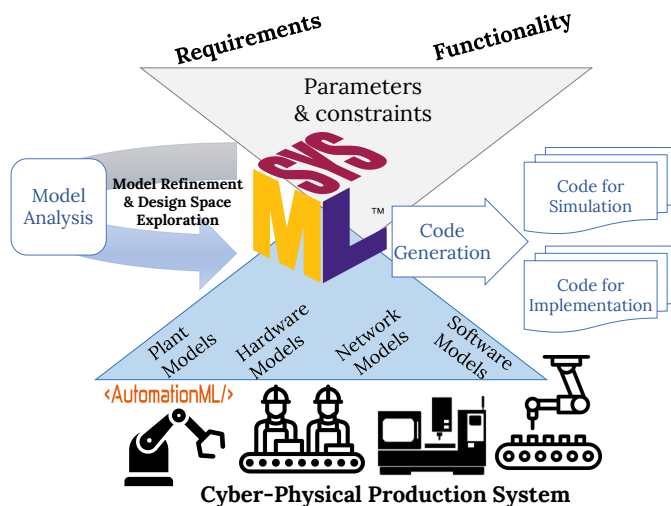 Requirements
Functionality
Parameters
& constraints
SYS
ML
™
Model
Analysis
Model Refinement
& Design Space
Exploration
Code
Generation
Code for
Simulation
Code for
Implementation
Plant
Models
Hardware
Models
Network
Models
Software
Models
<AutomationML/>
Cyber-Physical Production System